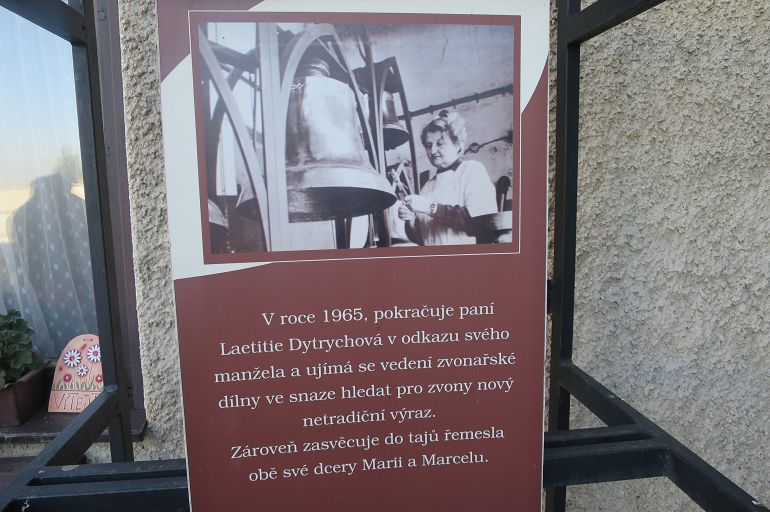 V roce 1965, pokračuje paní
Laetitie Dytrychová v odkazu svého
manžela a ujímá se vedení zvonařské
dílny ve snaze hledat pro zvony nový
netradiční výraz.
Zároveň zasvěcuje do tajů řemesla
obě své dcery Marii a Marcelu.
VÍTEJTE